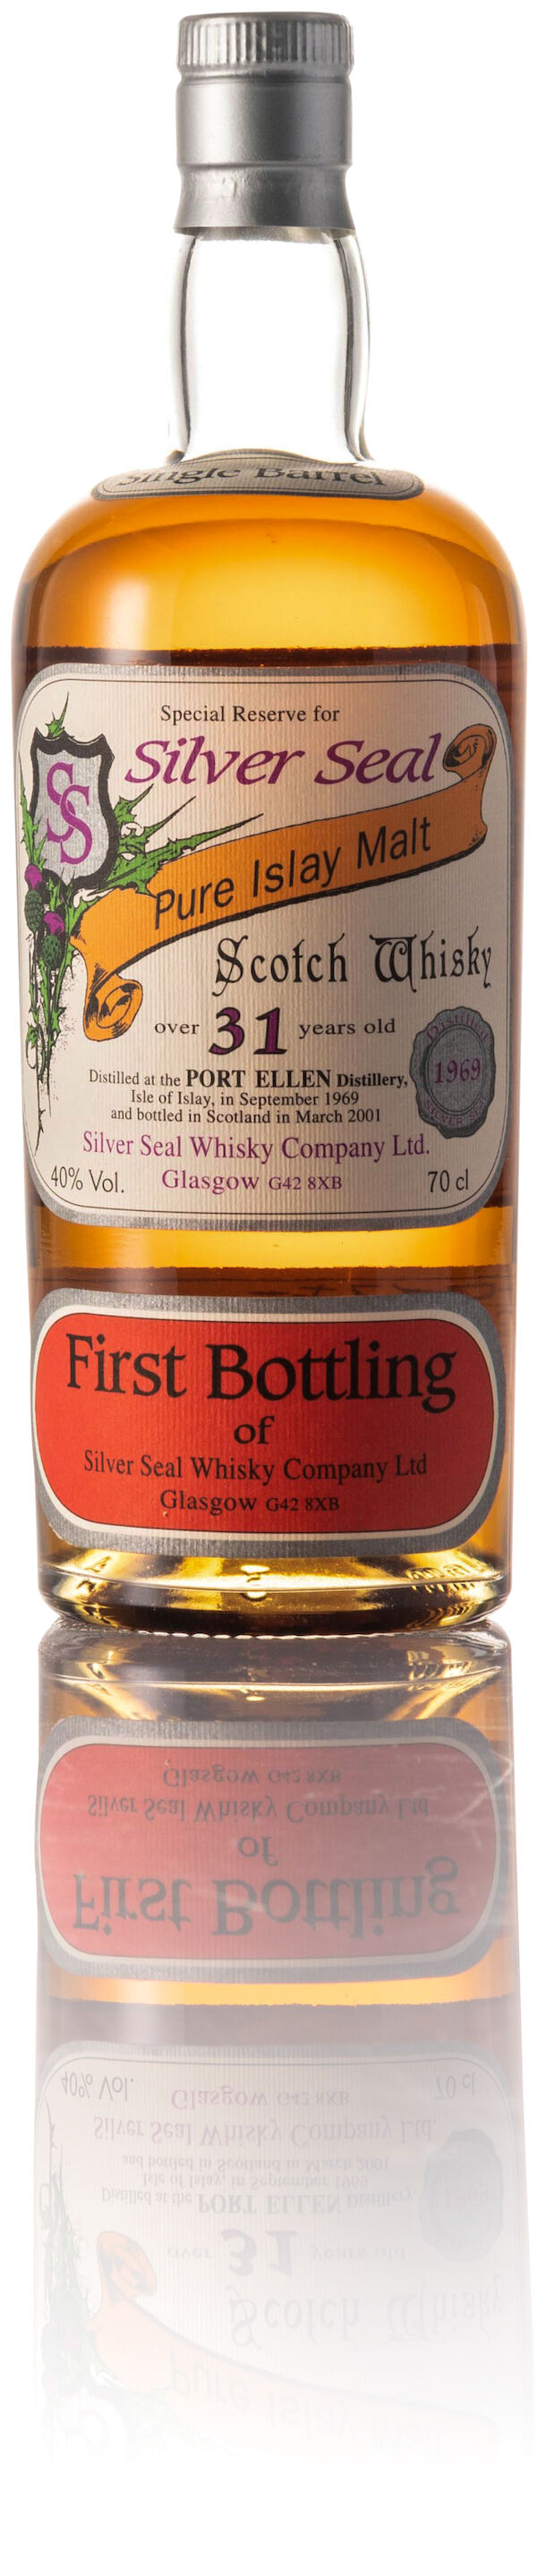 Single Barrel
Special Reserve for
Silver Seal
SS
Pure Islay Malt
Scotch Whisky
over 31 years old
Distilled at the PORT ELLEN Distillery,
Isle of Islay, in September 1969
and bottled in Scotland in March 2001
Distilled
1969
SILVER SEAL
Silver Seal Whisky Company Ltd.
40% Vol. Glasgow G42 8XB 70 cl
First Bottling
of
Silver Seal Whisky Company Ltd
Glasgow G42 8XB